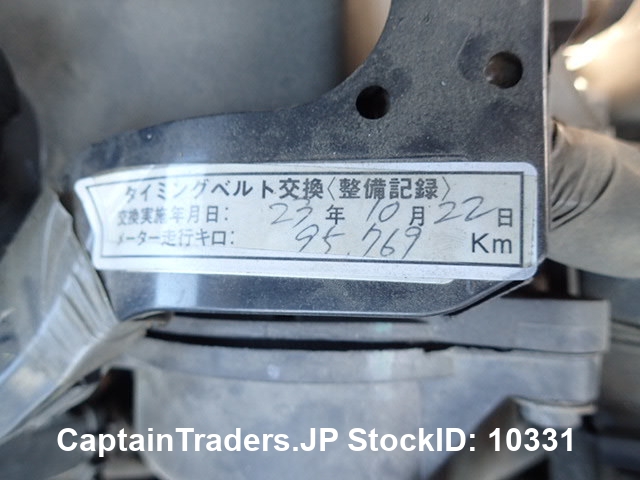 タイミングベルト交換〈整備記録〉
交換実施年月日: 23年 10月 22日
メーター走行キロ: 95.769 Km
CaptainTraders.JP StockID: 10331